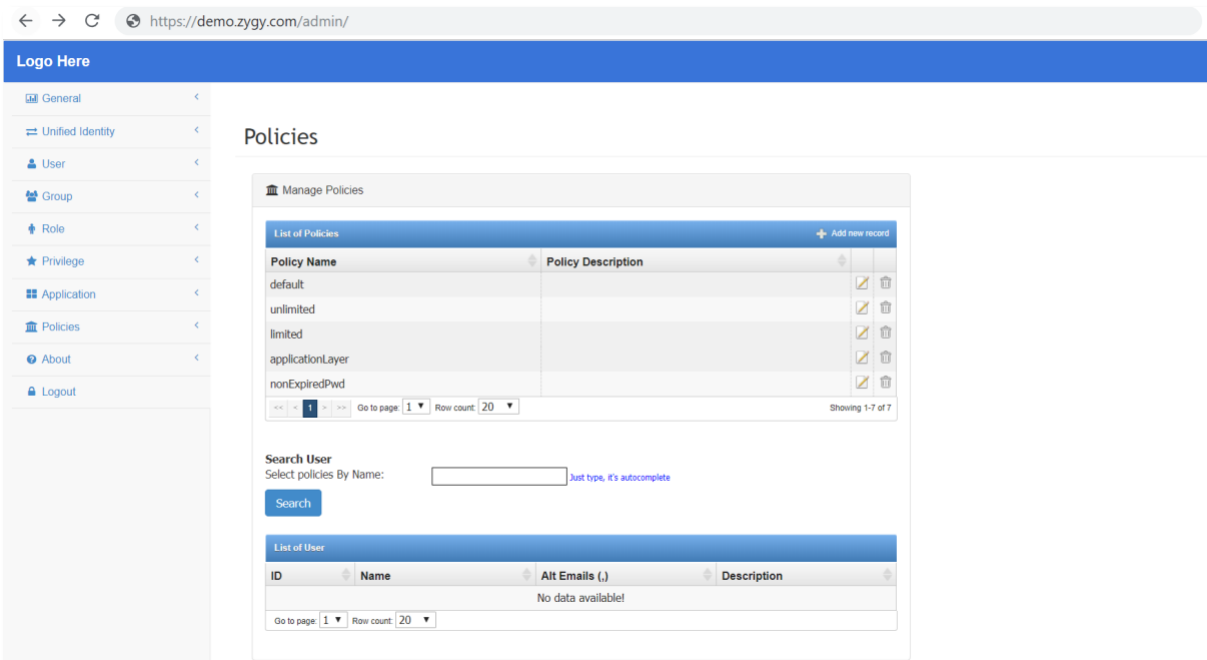 https://demo.zygy.com/admin/
Logo Here
General
Unified Identity
User
Group
Role
Privilege
Application
Policies
About
Logout
Policies
Manage Policies
List of Policies Add new record
Policy Name Policy Description
default
unlimited
limited
applicationLayer
nonExpiredPwd
<< < 1 > >> Go to page: 1 Row count: 20 Showing 1-7 of 7
Search User
Select policies By Name: Just type, it's autocomplete
Search
List of User
ID Name Alt Emails (,) Description
No data available!
Go to page: 1 Row count: 20